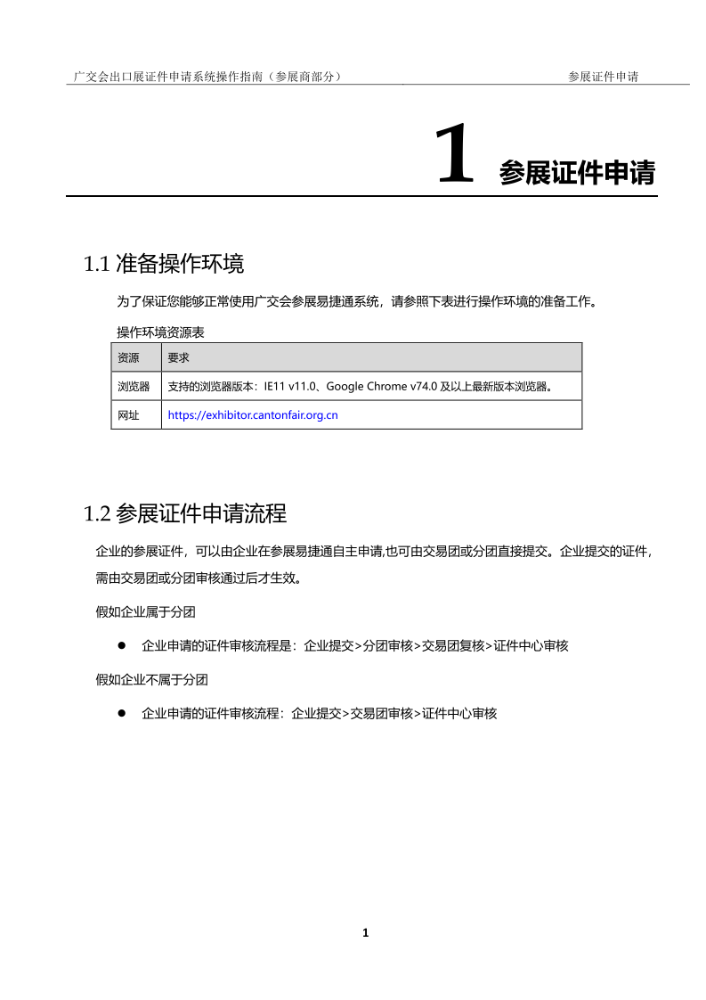 广交会出口展证件申请系统操作指南（参展商部分） 参展证件申请
1 参展证件申请
1.1 准备操作环境
为了保证您能够正常使用广交会参展易捷通系统，请参照下表进行操作环境的准备工作。
操作环境资源表
资源 要求
浏览器 支持的浏览器版本：IE11 v11.0、Google Chrome v74.0 及以上最新版本浏览器。
网址 https://exhibitor.cantonfair.org.cn
1.2 参展证件申请流程
企业的参展证件，可以由企业在参展易捷通自主申请,也可由交易团或分团直接提交。企业提交的证件，
需由交易团或分团审核通过后才生效。
假如企业属于分团
● 企业申请的证件审核流程是：企业提交>分团审核>交易团复核>证件中心审核
假如企业不属于分团
● 企业申请的证件审核流程：企业提交>交易团审核>证件中心审核
1